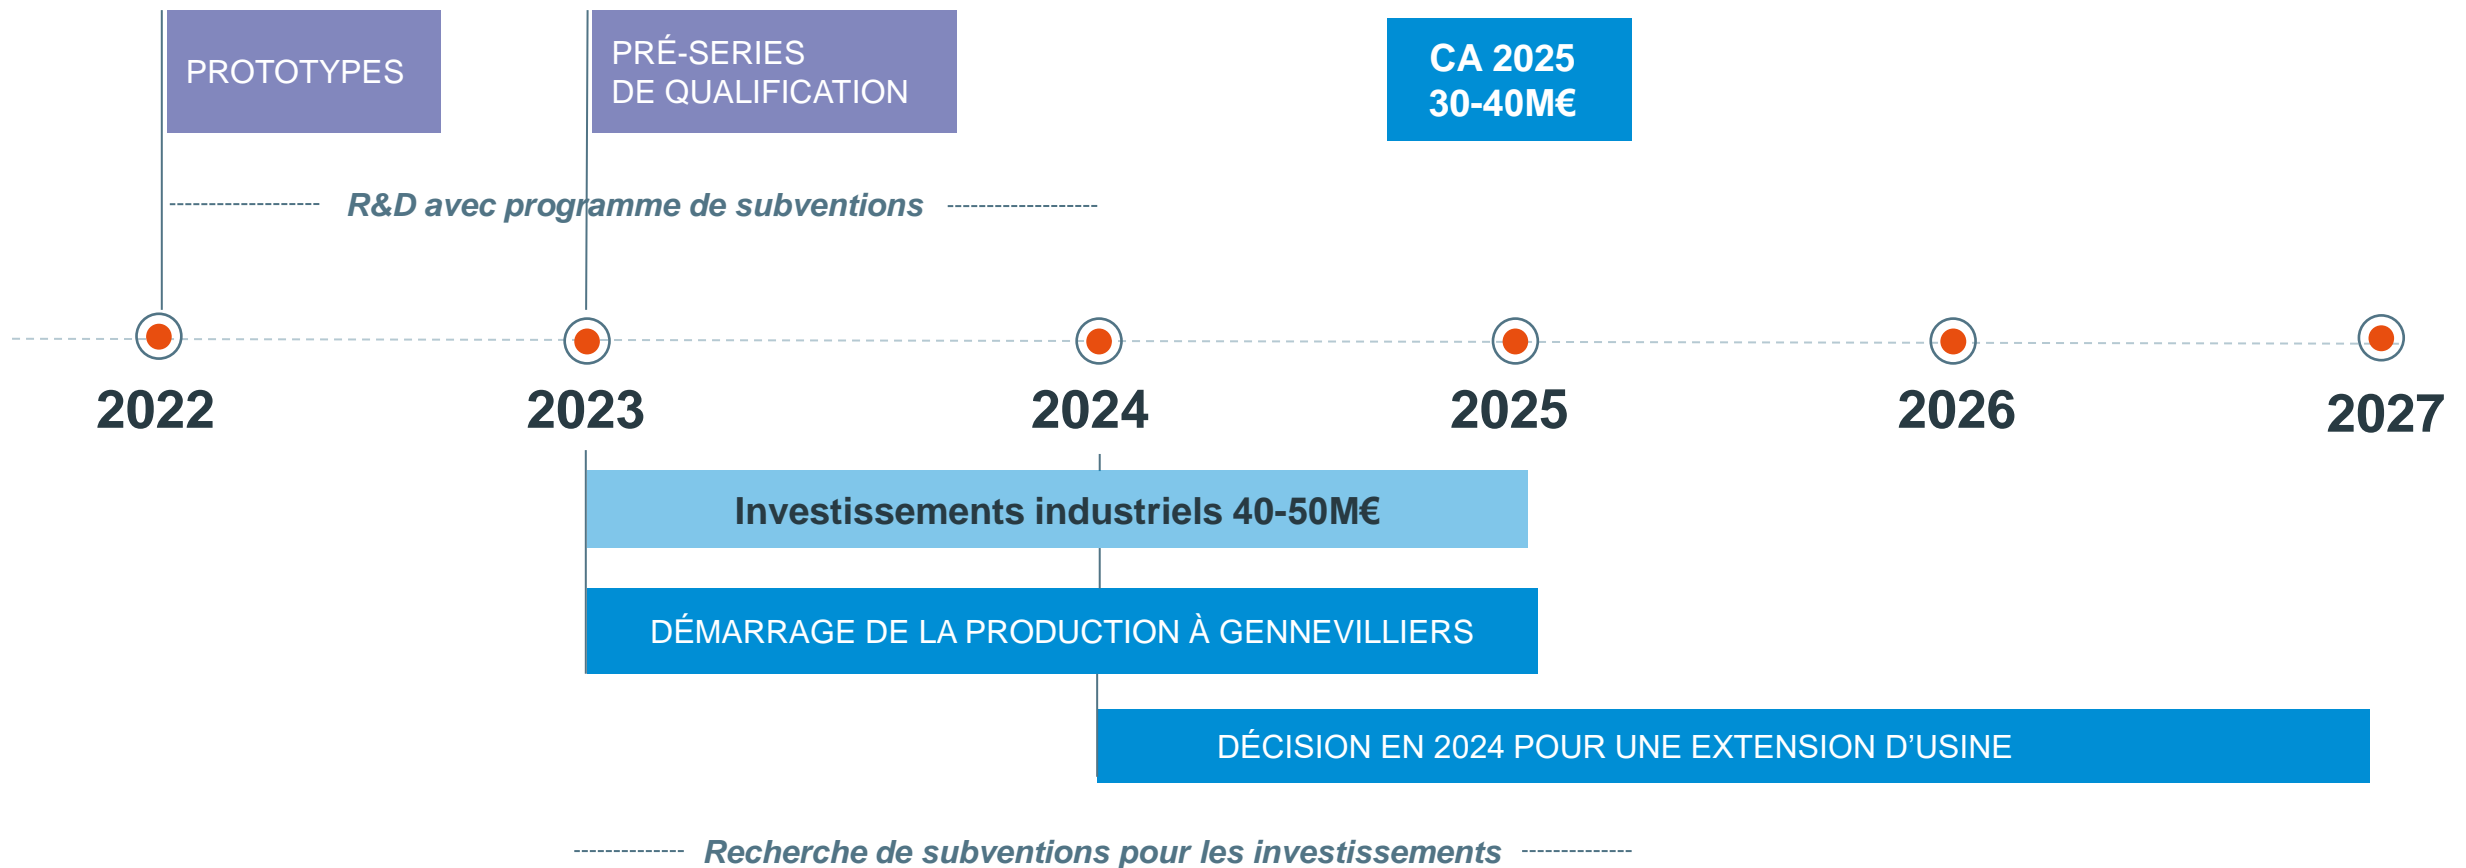 PROTOTYPES
PRÉ-SERIES
DE QUALIFICATION
CA 2025
30-40M€
R&D avec programme de subventions
2022
2023
2024
2025
2026
2027
Investissements industriels 40-50M€
DÉMARRAGE DE LA PRODUCTION À GENNEVILLIERS
DÉCISION EN 2024 POUR UNE EXTENSION D’USINE
Recherche de subventions pour les investissements